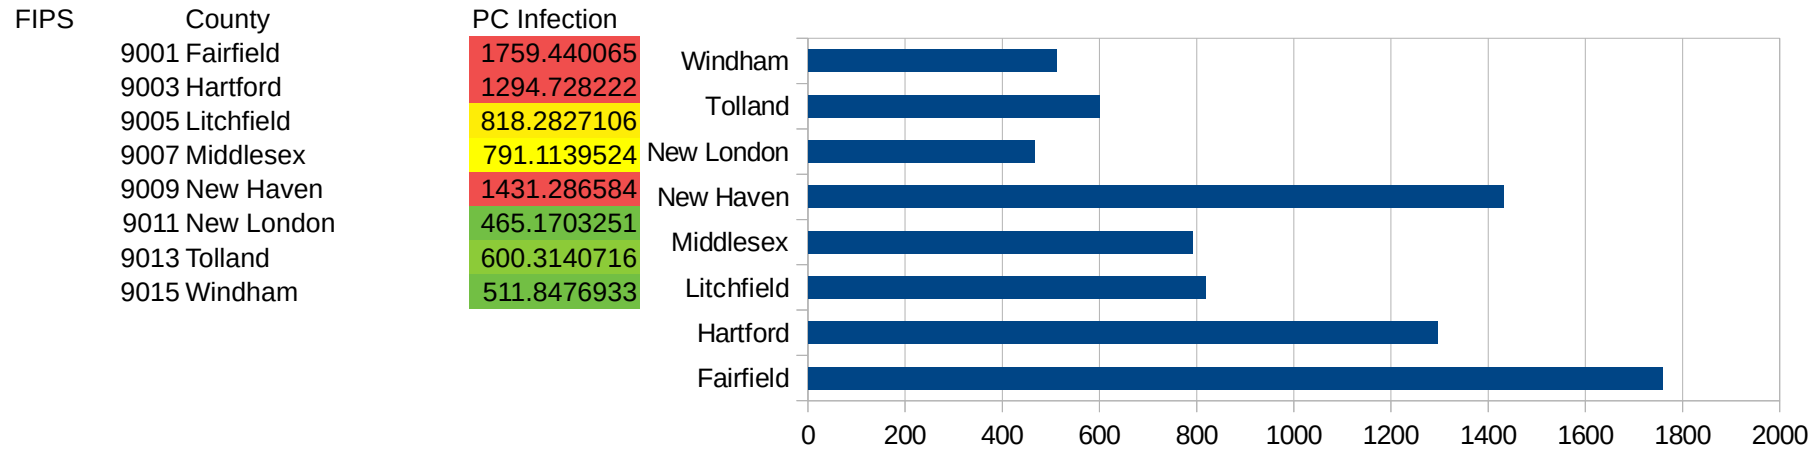 FIPS County PC Infection
9001 Fairfield 1759.440065
9003 Hartford 1294.728222
9005 Litchfield 818.2827106
9007 Middlesex 791.1139524
9009 New Haven 1431.286584
9011 New London 465.1703251
9013 Tolland 600.3140716
9015 Windham 511.8476933
Windham
Tolland
New London
New Haven
Middlesex
Litchfield
Hartford
Fairfield
0 200 400 600 800 1000 1200 1400 1600 1800 2000